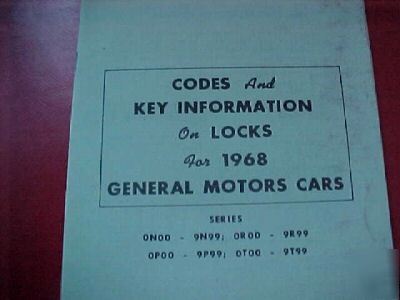 CODES And
KEY INFORMATION
On LOCKS
For 1968
GENERAL MOTORS CARS
SERIES
0N00 - 9N99; 0R00 - 9R99
0P00 - 9P99; 0T00 - 9T99